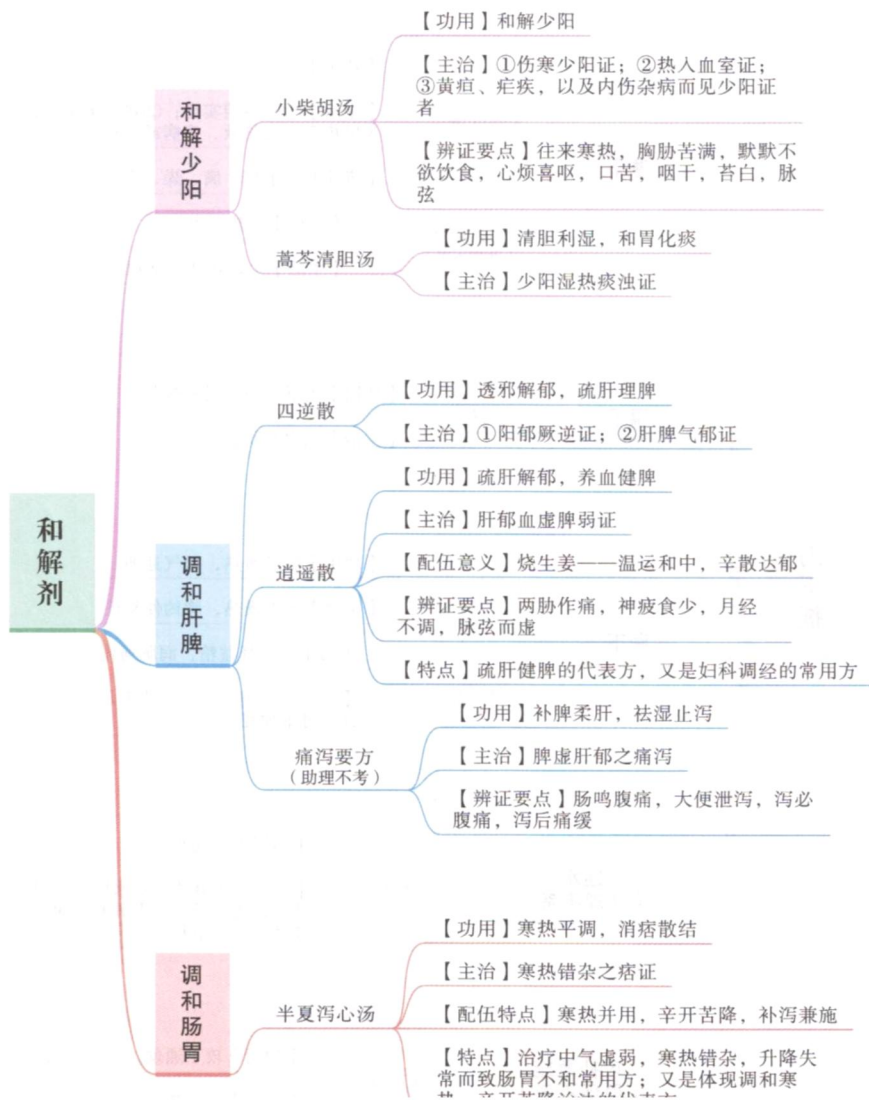 和解剂
和解少阳
小柴胡汤
【功用】和解少阳
【主治】①伤寒少阳证；②热入血室证；
③黄疸、疟疾，以及内伤杂病而见少阳证
者
【辨证要点】往来寒热，胸胁苦满，默默不
欲饮食，心烦喜呕，口苦，咽干，苔白，脉
弦
蒿芩清胆汤
【功用】清胆利湿，和胃化痰
【主治】少阳湿热痰浊证
调和肝脾
四逆散
【功用】透邪解郁，疏肝理脾
【主治】①阳郁厥逆证；②肝脾气郁证
逍遥散
【功用】疏肝解郁，养血健脾
【主治】肝郁血虚脾弱证
【配伍意义】烧生姜——温运和中，辛散达郁
【辨证要点】两胁作痛，神疲食少，月经
不调，脉弦而虚
【特点】疏肝健脾的代表方，又是妇科调经的常用方
痛泻要方
（助理不考）
【功用】补脾柔肝，祛湿止泻
【主治】脾虚肝郁之痛泻
【辨证要点】肠鸣腹痛，大便泄泻，泻必
腹痛，泻后痛缓
调和肠胃
半夏泻心汤
【功用】寒热平调，消痞散结
【主治】寒热错杂之痞证
【配伍特点】寒热并用，辛开苦降，补泻兼施
【特点】治疗中气虚弱，寒热错杂，升降失
常而致肠胃不和常用方；又是体现调和寒